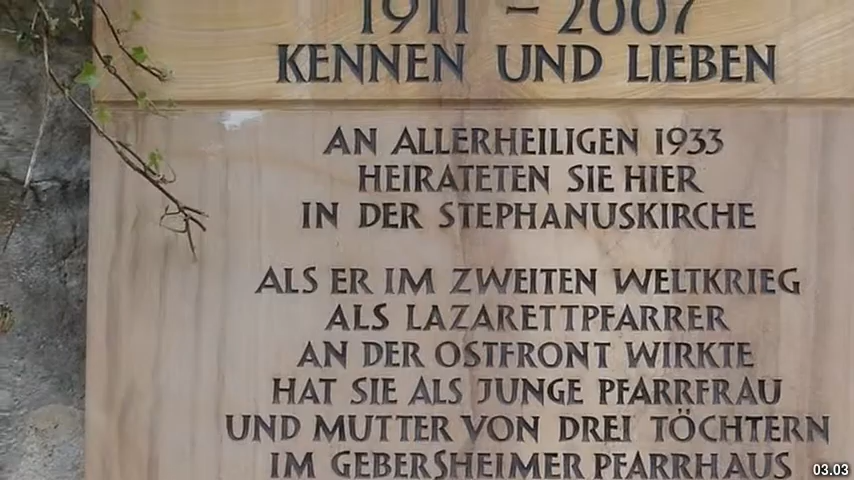 1911 – 2007
KENNEN UND LIEBEN
AN ALLERHEILIGEN 1933
HEIRATETEN SIE HIER
IN DER STEPHANUSKIRCHE
ALS ER IM ZWEITEN WELTKRIEG
ALS LAZARETTPFARRER
AN DER OSTFRONT WIRKTE
HAT SIE ALS JUNGE PFARRFRAU
UND MUTTER VON DREI TÖCHTERN
IM GEBERSHEIMER PFARRHAUS
03.03